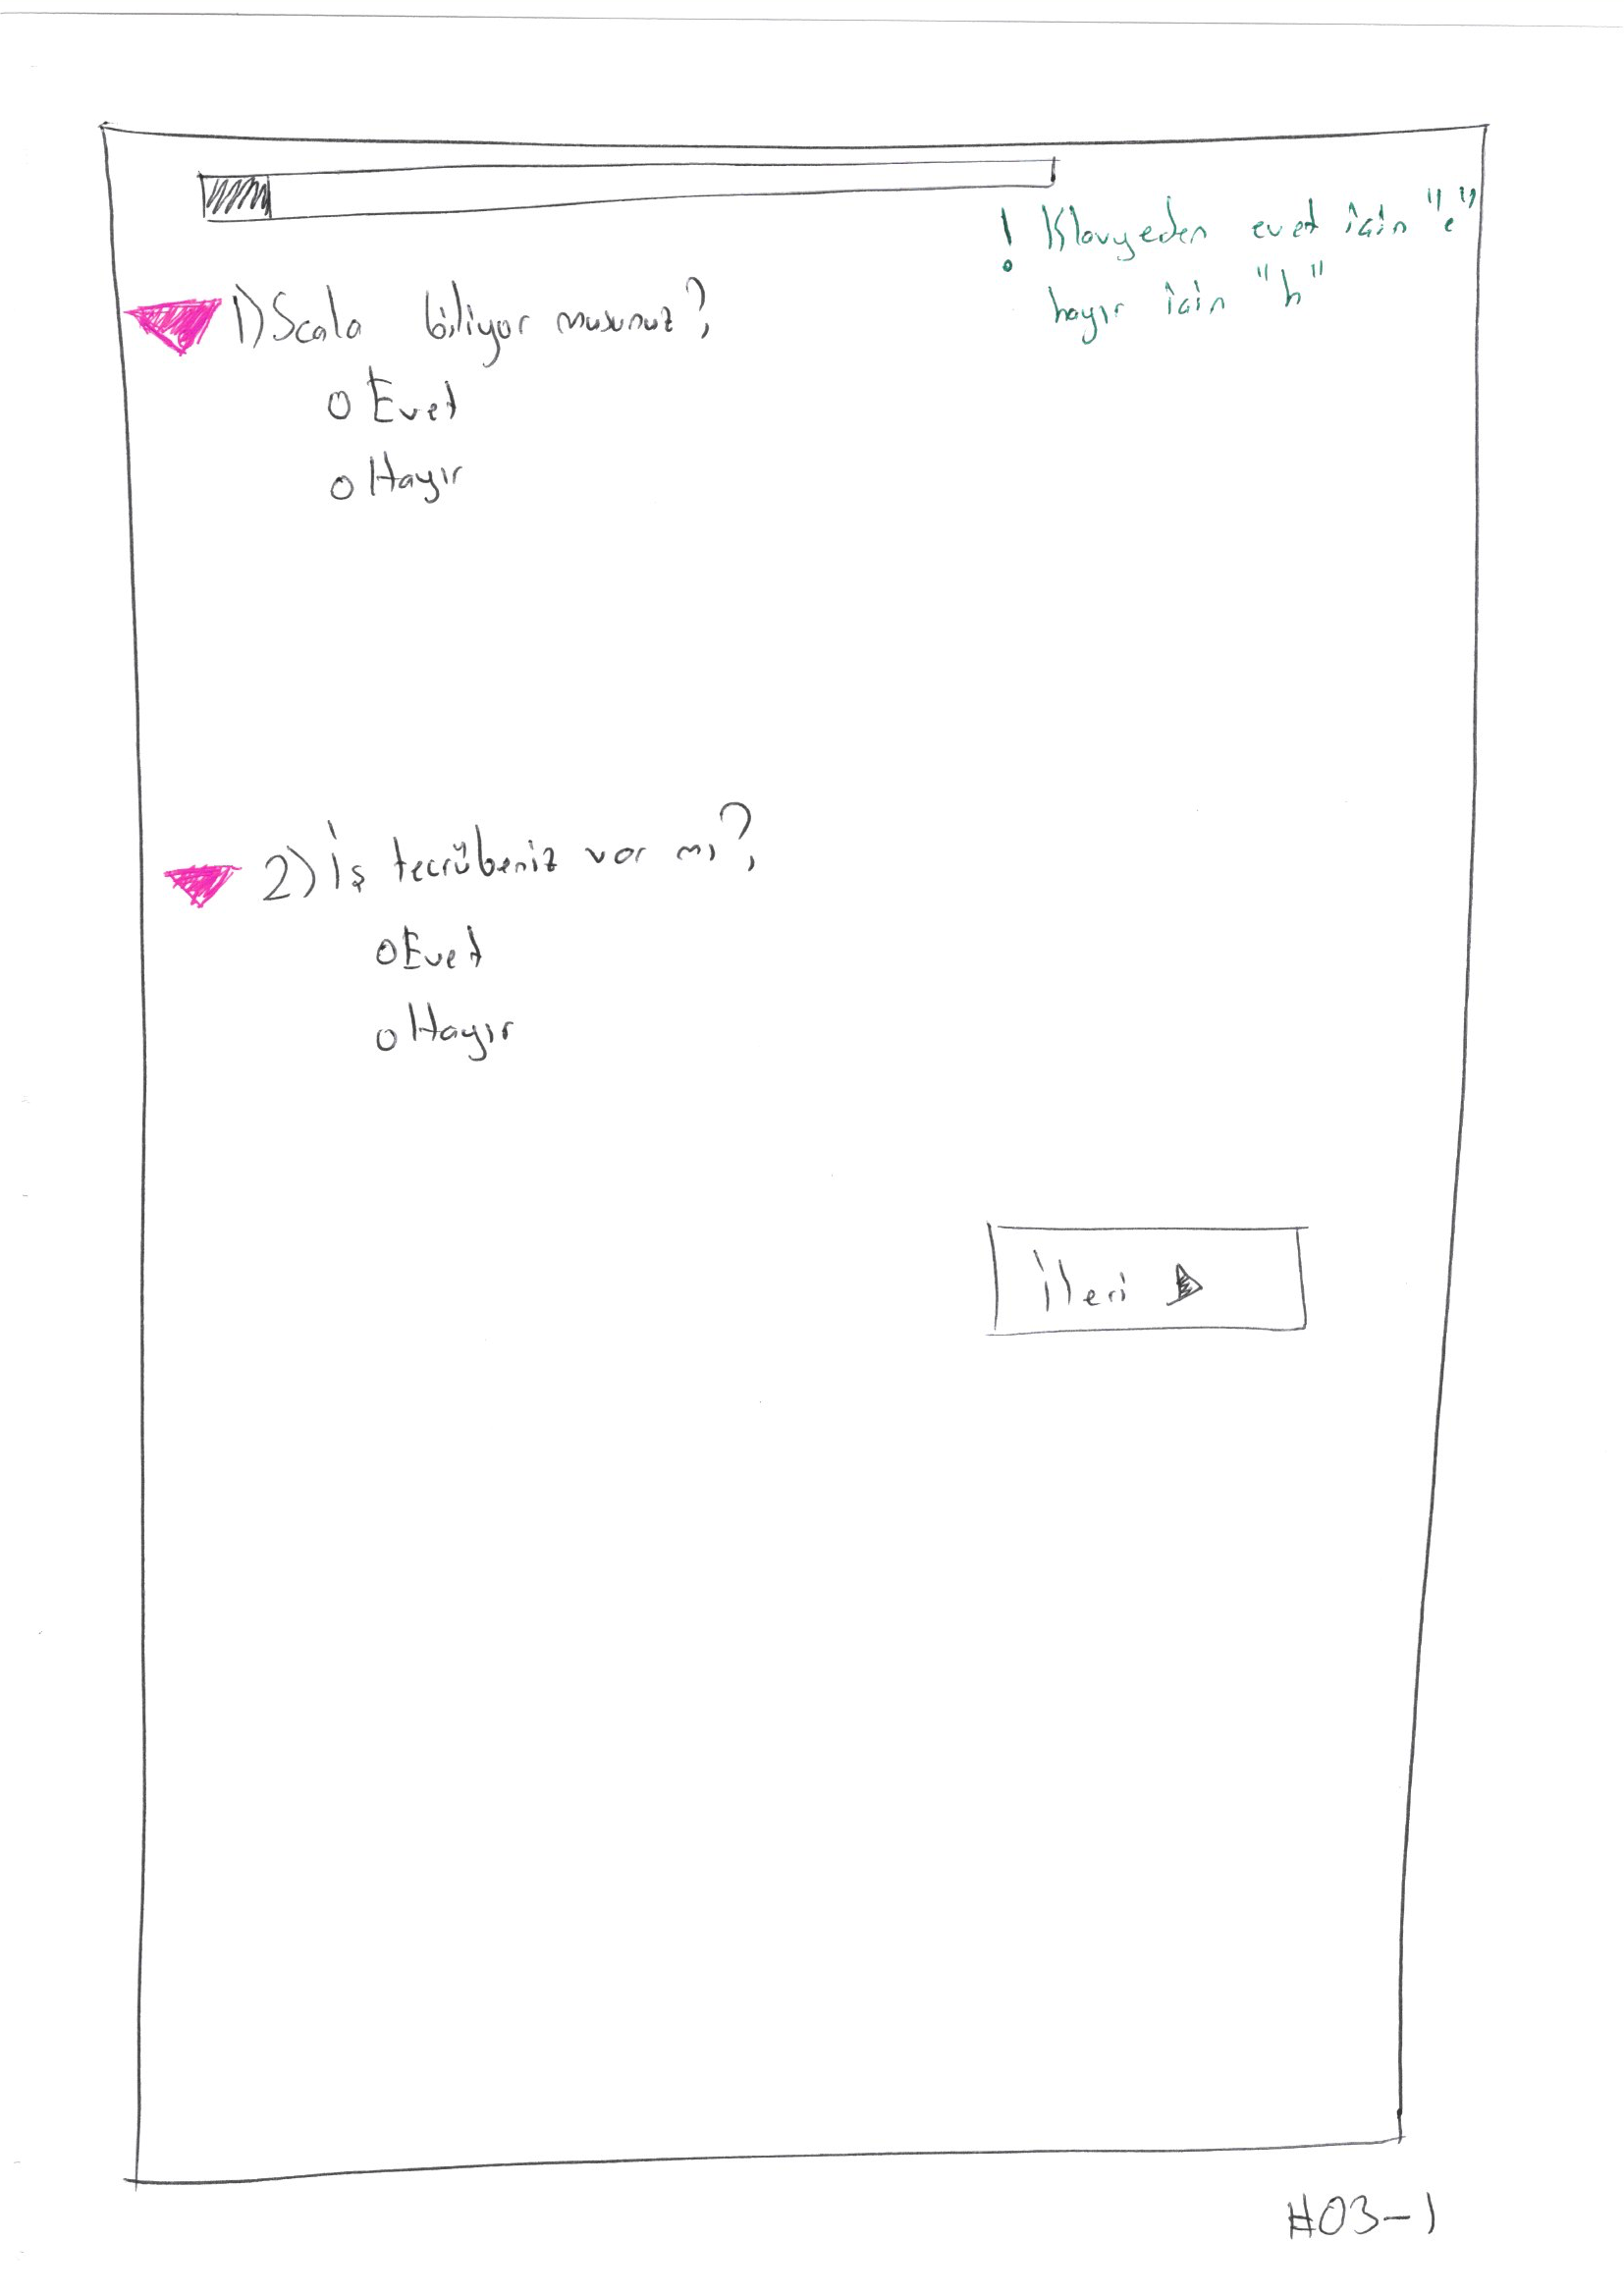 ! Klavyeden evet için "e"
hayır için "h"
1) Scala biliyor musunuz?
Evet
Hayır
2) İş tecrübeniz var mı?
Evet
Hayır
İleri
#03-1